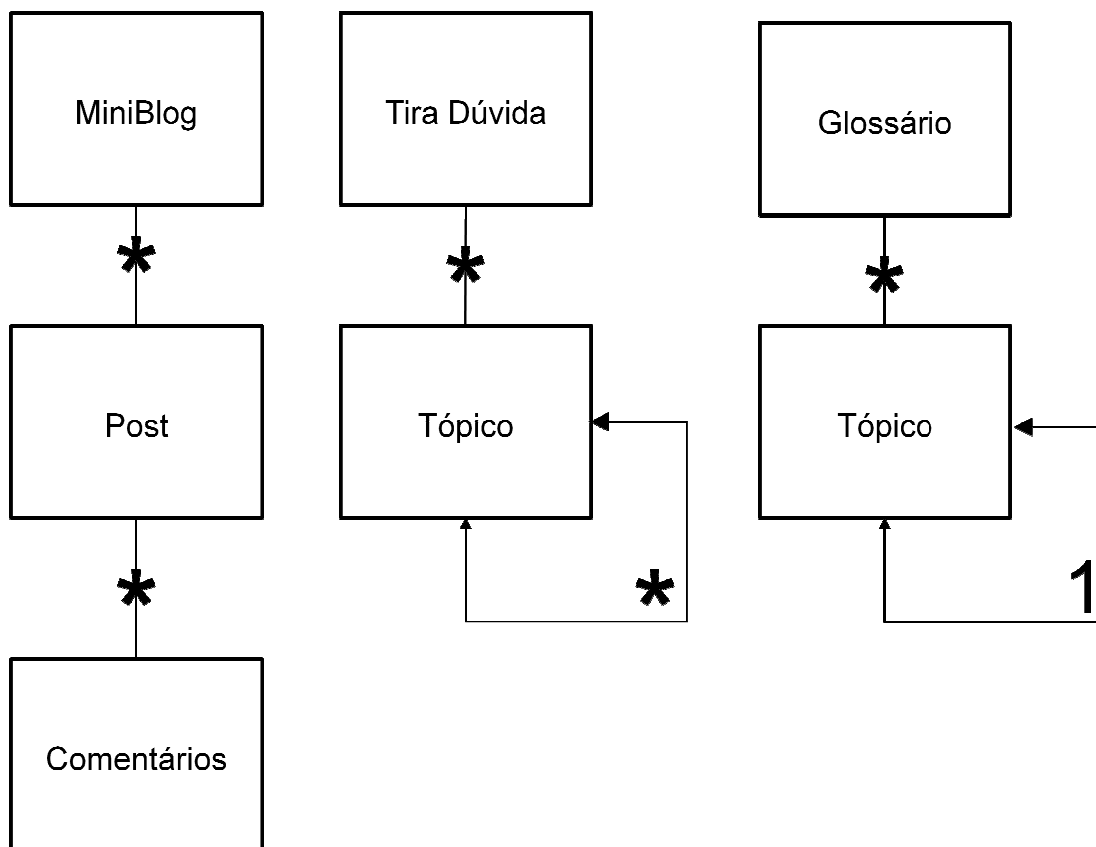 MiniBlog
Tira Dúvida
Glossário
*
*
*
Post
Tópico
Tópico
*
*
1
Comentários